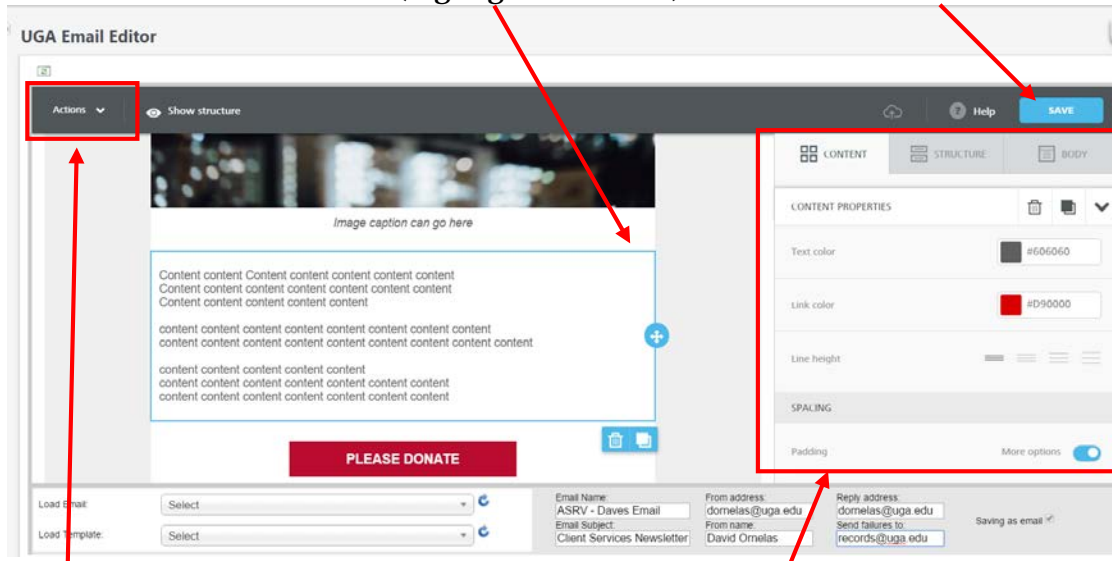 UGA Email Editor
Actions
Show structure
Help
SAVE
CONTENT
STRUCTURE
BODY
Image caption can go here
CONTENT PROPERTIES
Text color
#606060
Content content Content content content content content
Content content content content content content content
Content content content content content
Link color
#D90000
content content content content content content content content
content content content content content content content content content
Line height
content content content content content
content content content content content content content
content content content content content content content
SPACING
PLEASE DONATE
Padding
More options
Load Email:
Select
Email Name:
ASRV - Daves Email
From address:
dornelas@uga.edu
Reply address:
dornelas@uga.edu
Saving as email
Load Template:
Select
Email Subject:
Client Services Newsletter
From name:
David Ornelas
Send failures to:
records@uga.edu